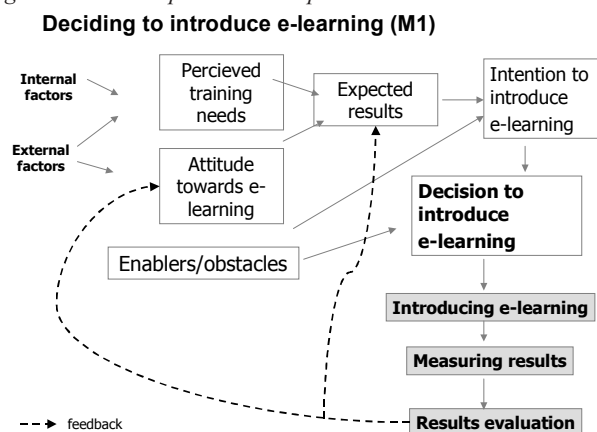 Deciding to introduce e-learning (M1)
Internal
factors
External
factors
Percieved
training
needs
Attitude
towards e-
learning
Enablers/obstacles
Expected
results
Intention to
introduce
e-learning
Decision to
introduce
e-learning
Introducing e-learning
Measuring results
Results evaluation
feedback